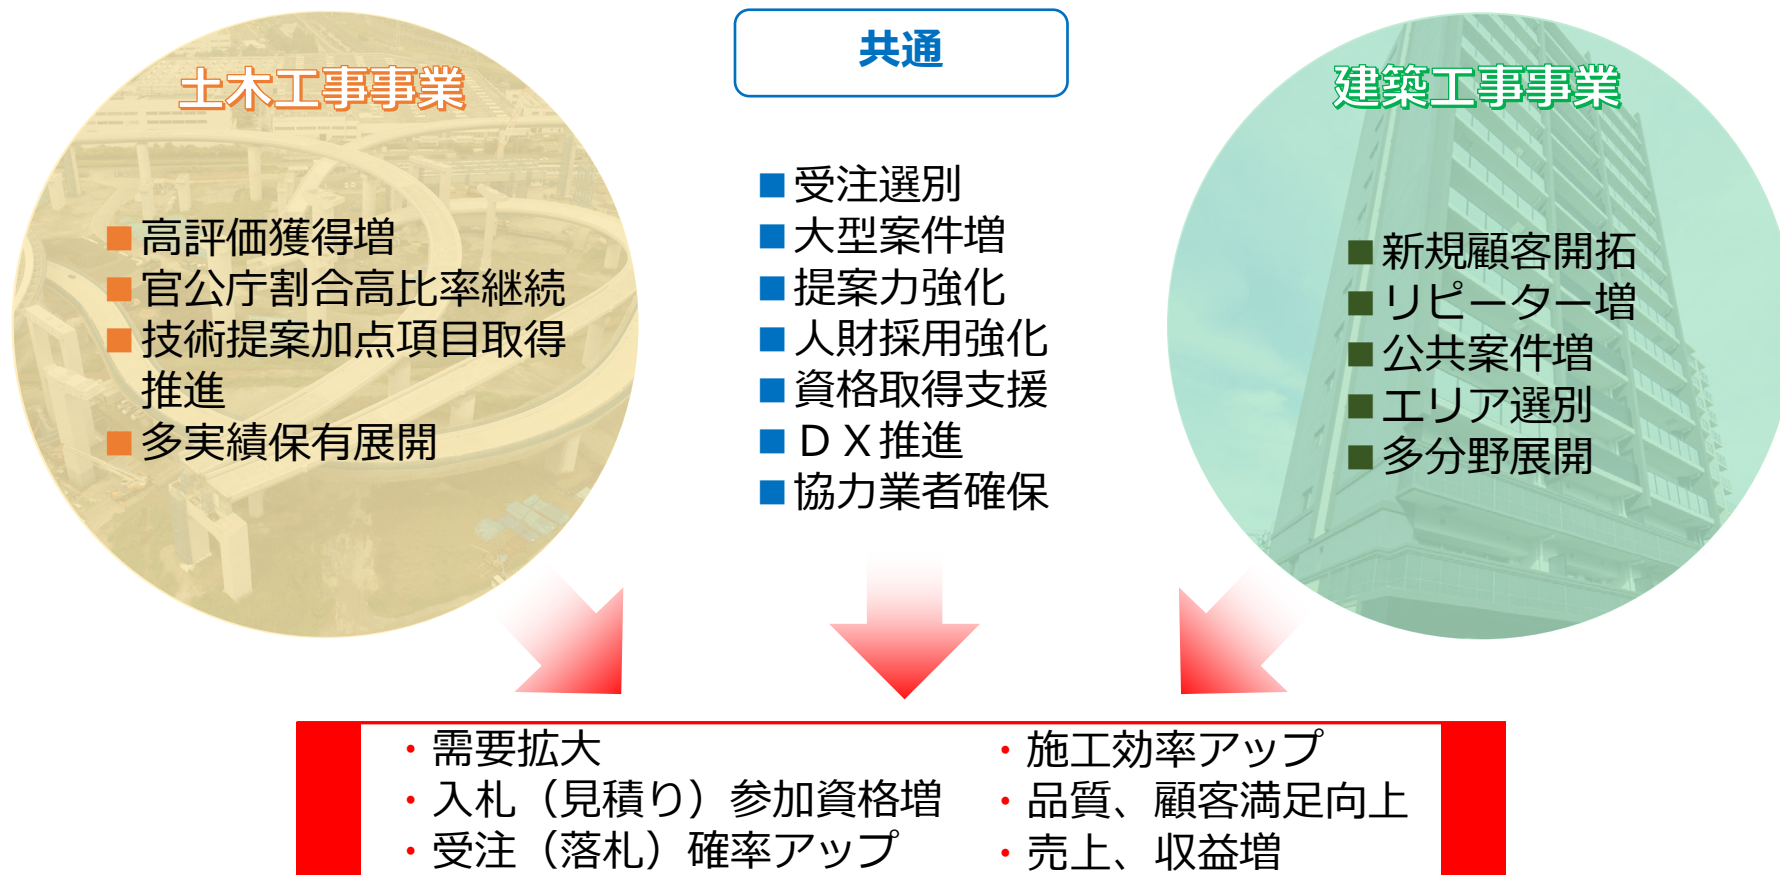 土木工事事業
■高評価獲得増
■官公庁割合高比率継続
■技術提案加点項目取得
推進
■多実績保有展開
共通
■受注選別
■大型案件増
■提案力強化
■人財採用強化
■資格取得支援
■ＤＸ推進
■協力業者確保
建築工事事業
■新規顧客開拓
■リピーター増
■公共案件増
■エリア選別
■多分野展開
・需要拡大
・入札（見積り）参加資格増
・受注（落札）確率アップ
・施工効率アップ
・品質、顧客満足向上
・売上、収益増